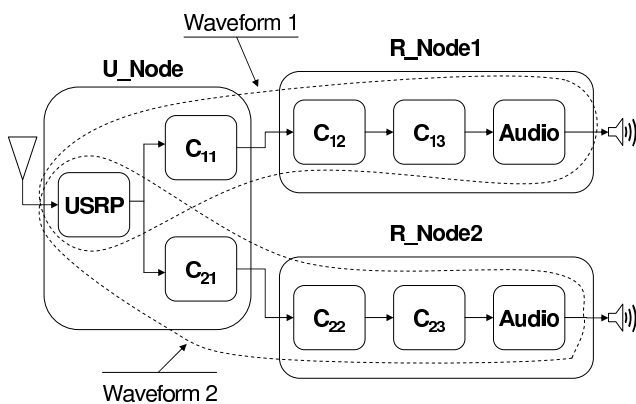 Waveform 1
U_Node
R_Node1
USRP
C11
C12
C13
Audio
C21
R_Node2
C22
C23
Audio
Waveform 2